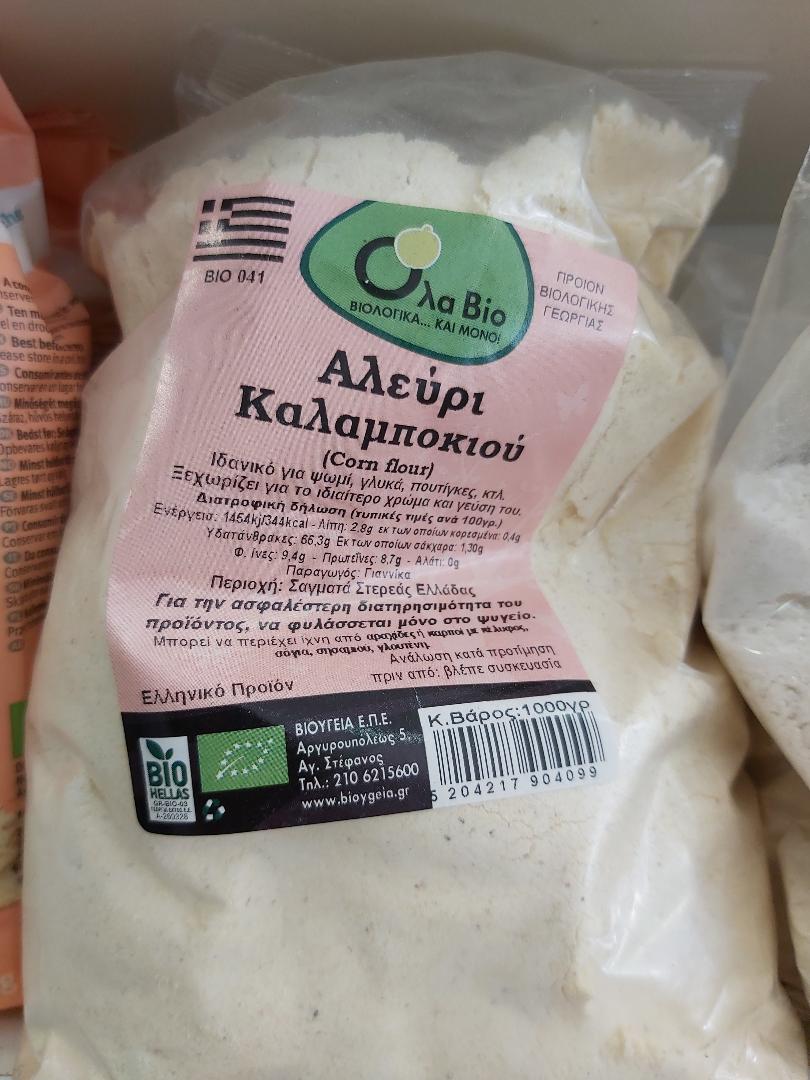 BIO 041
Όλα Bio
ΒΙΟΛΟΓΙΚΑ... ΚΑΙ ΜΟΝΟ!
ΠΡΟΙΟΝ
ΒΙΟΛΟΓΙΚΗΣ
ΓΕΩΡΓΙΑΣ
Αλεύρι
Καλαμποκιού
(Corn flour)
Ιδανικό για ψωμί, γλυκά, πουτίγκες, κτλ.
Ξεχωρίζει για το ιδιαίτερο χρώμα και γεύση του.
Διατροφική δήλωση (τυπικές τιμές ανά 100γρ.)
Ενέργεια: 1454kj/344kcal - Λίπη: 2,8g εκ των οποίων κορεσμένα: 0,4g
Υδατάνθρακες: 66,3g Εκ των οποίων σάκχαρα: 1,30g
Φ. ίνες: 9,4g - Πρωτεΐνες: 8,7g - Αλάτι: 0g
Παραγωγός: Γιαννίκα
Περιοχή: Σαγματά Στερεάς Ελλάδας
Για την ασφαλέστερη διατηρησιμότητα του
προϊόντος, να φυλάσσεται μόνο στο ψυγείο.
Μπορεί να περιέχει ίχνη από αραχίδες ή καρποί με κέλυφος,
σόγια, σησαμιού, γλουτένη.
Ανάλωση κατά προτίμηση
πριν από: βλέπε συσκευασία
Ελληνικό Προϊόν
BIO
HELLAS
GR-BIO-03
A-260328
ΒΙΟΥΓΕΙΑ Ε.Π.Ε.
Αργυρουπόλεως 5,
Αγ. Στέφανος
Τηλ.: 210 6215600
www.bioygeia.gr
Κ.Βάρος:1000γρ
5 204217 904099